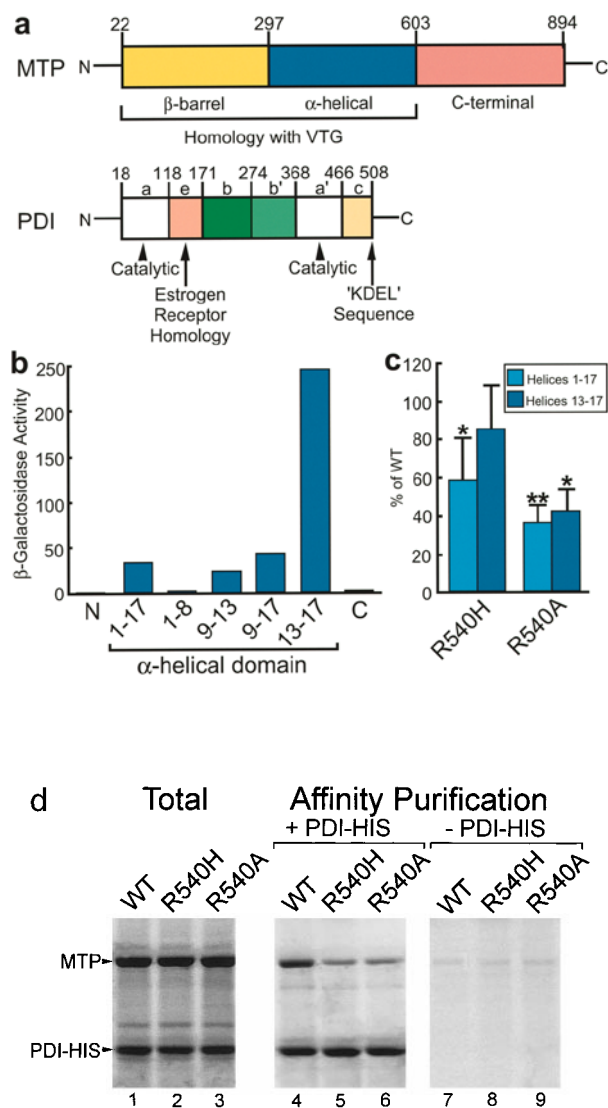 a
22 297 603 894
MTP N C
β-barrel α-helical C-terminal
Homology with VTG
18 118 171 274 368 466 508
a e b b' a' c
PDI N C
Catalytic Catalytic
Estrogen Receptor Homology
'KDEL' Sequence
b
β-Galactosidase Activity
250
200
150
100
50
0
N 1-17 1-8 9-13 9-17 13-17 C
α-helical domain
c
% of WT
120
100
80
60
40
20
0
Helices 1-17
Helices 13-17
* ** *
R540H R540A
d
Total Affinity Purification
+ PDI-HIS - PDI-HIS
WT R540H R540A WT R540H R540A WT R540H R540A
MTP
PDI-HIS
1 2 3 4 5 6 7 8 9